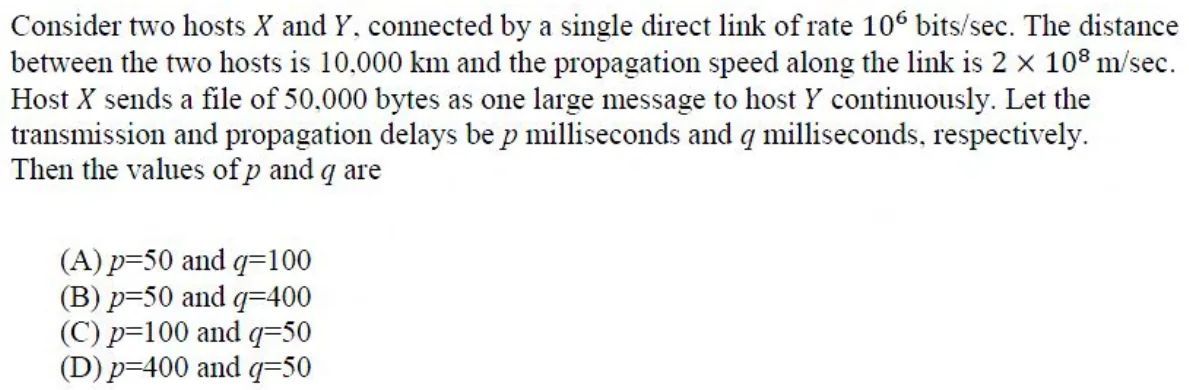 Consider two hosts X and Y, connected by a single direct link of rate 10⁶ bits/sec. The distance
between the two hosts is 10,000 km and the propagation speed along the link is 2 × 10⁸ m/sec.
Host X sends a file of 50,000 bytes as one large message to host Y continuously. Let the
transmission and propagation delays be p milliseconds and q milliseconds, respectively.
Then the values of p and q are
(A) p=50 and q=100
(B) p=50 and q=400
(C) p=100 and q=50
(D) p=400 and q=50